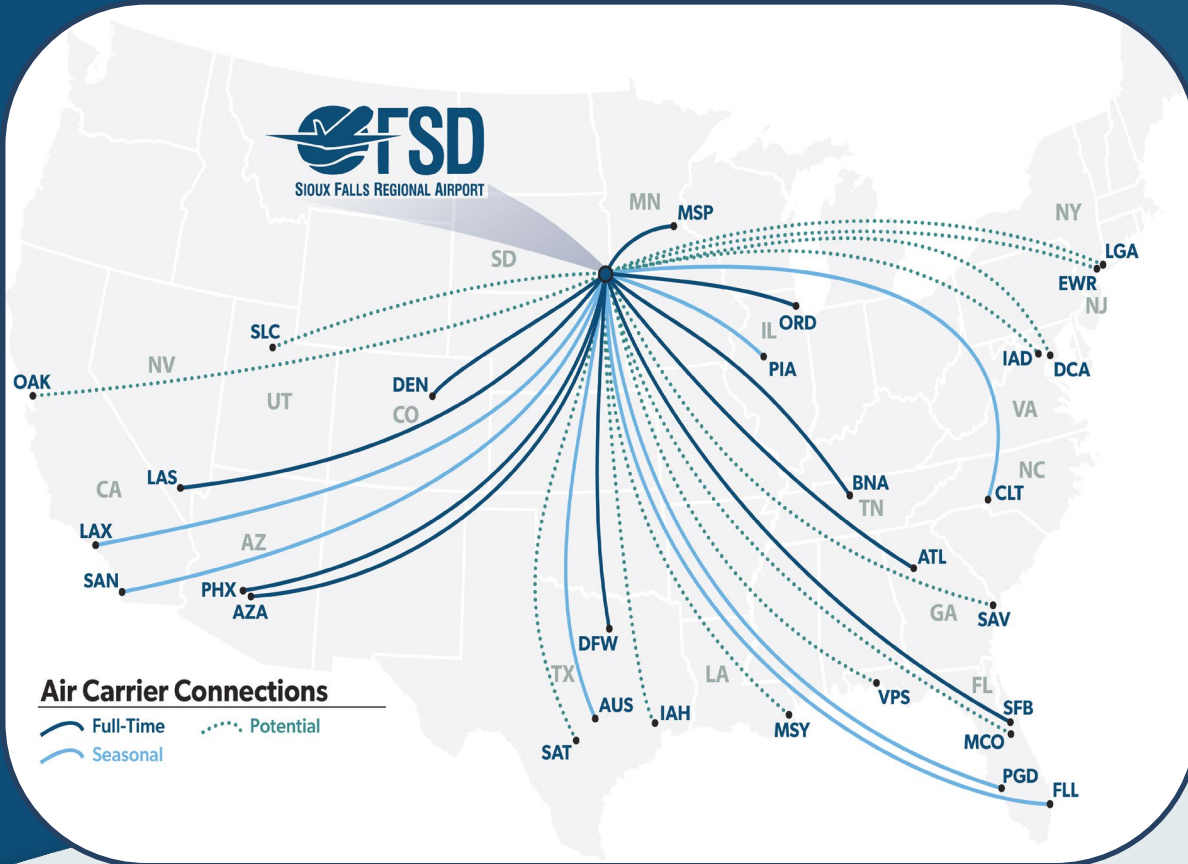 FSD
SIOUX FALLS REGIONAL AIRPORT
MN
MSP
NY
SD
LGA
EWR
NJ
SLC
ORD
IL
IAD
DCA
NV
PIA
OAK
DEN
UT
CO
VA
LAS
CA
BNA
NC
CLT
TN
LAX
AZ
ATL
SAN
PHX
AZA
GA
SAV
DFW
TX
LA
FL
VPS
Air Carrier Connections
Full-Time
Potential
Seasonal
AUS
IAH
SFB
MSY
MCO
SAT
PGD
FLL